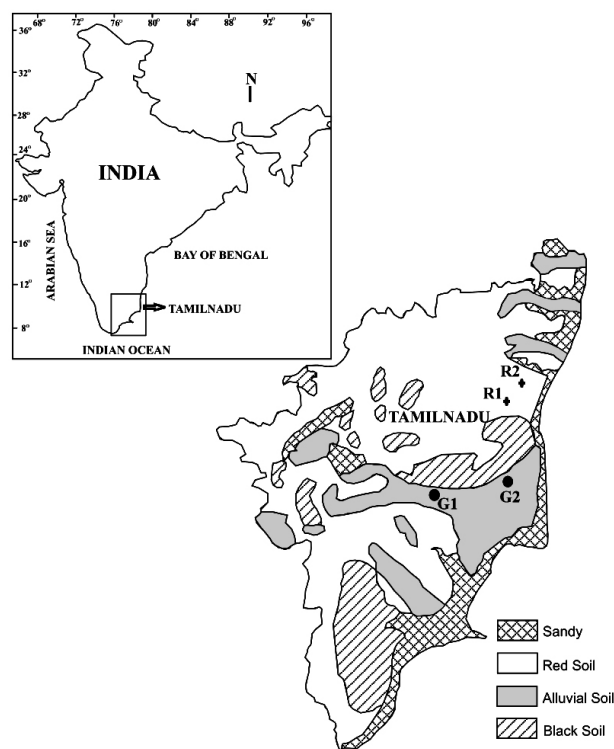 68° 72° 76° 80° 84° 88° 92° 96°
36°
32°
28°
24°
20°
16°
12°
8°
N
INDIA
ARABIAN SEA
BAY OF BENGAL
TAMILNADU
INDIAN OCEAN
R2
R1
TAMILNADU
G1
G2
Sandy
Red Soil
Alluvial Soil
Black Soil